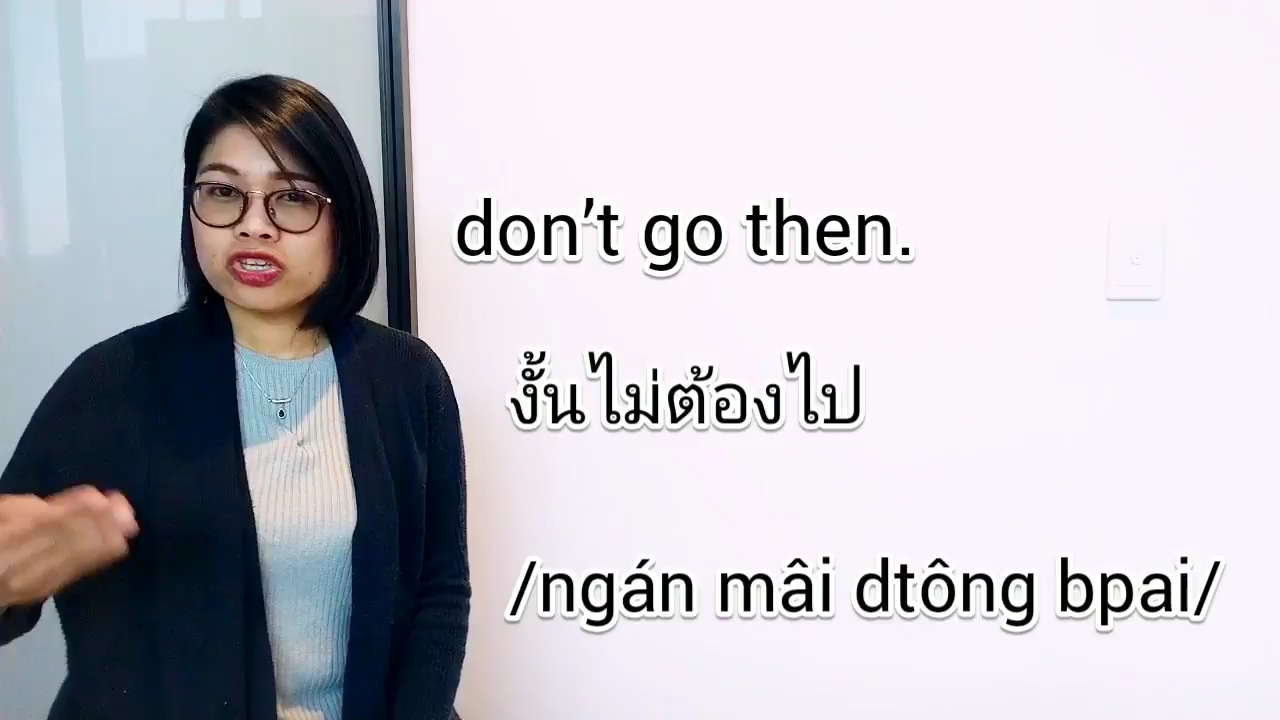 don't go then.
งั้นไม่ต้องไป
/ngán mâi dtông bpai/